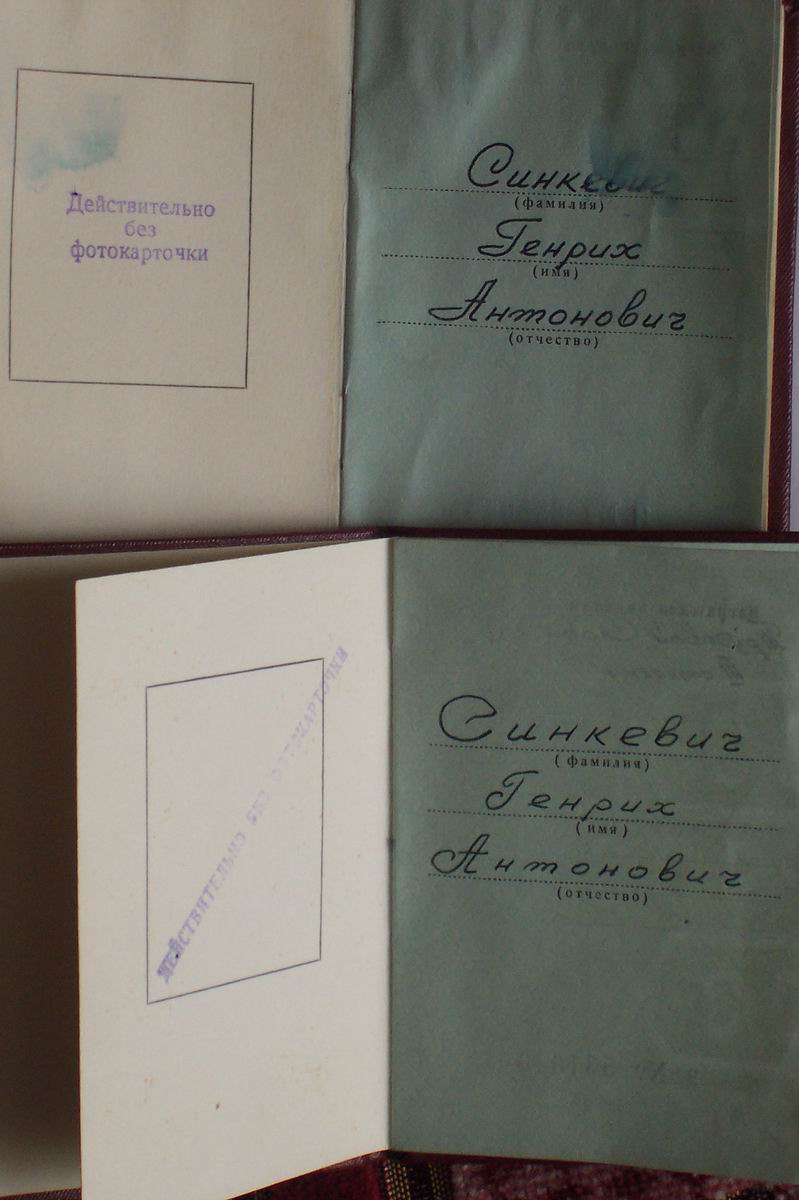 Действительно
без
фотокарточки
Синкевич
(фамилия)
Генрих
(имя)
Антонович
(отчество)
ДЕЙСТВИТЕЛЬНО БЕЗ ФОТОКАРТОЧКИ
Синкевич
(фамилия)
Генрих
(имя)
Антонович
(отчество)